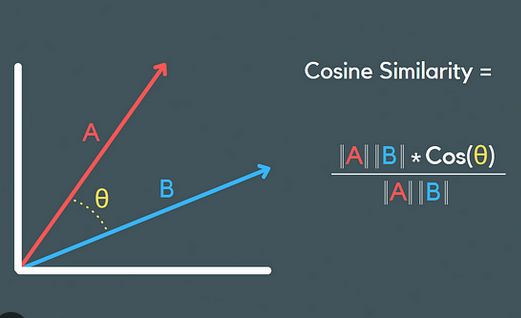 Cosine Similarity =
A
θ
B
||A|| ||B|| * Cos(θ)
||A|| ||B||